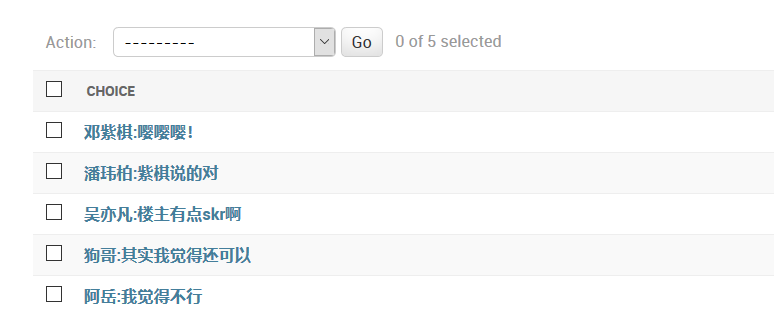 Action: --------- Go 0 of 5 selected
CHOICE
邓紫棋:嘤嘤嘤!
潘玮柏:紫棋说的对
吴亦凡:楼主有点skr啊
狗哥:其实我觉得还可以
阿岳:我觉得不行